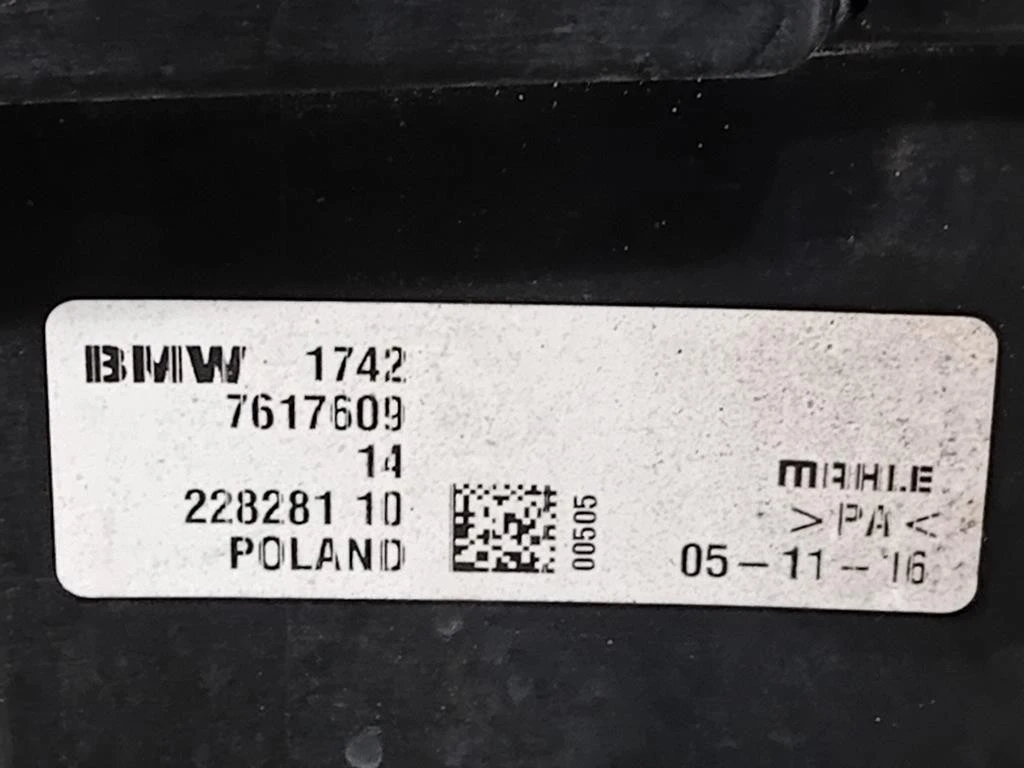 BMW 1742
7617609
14
228281 10
POLAND
00505
MAHLE
>PA<
05-11-16